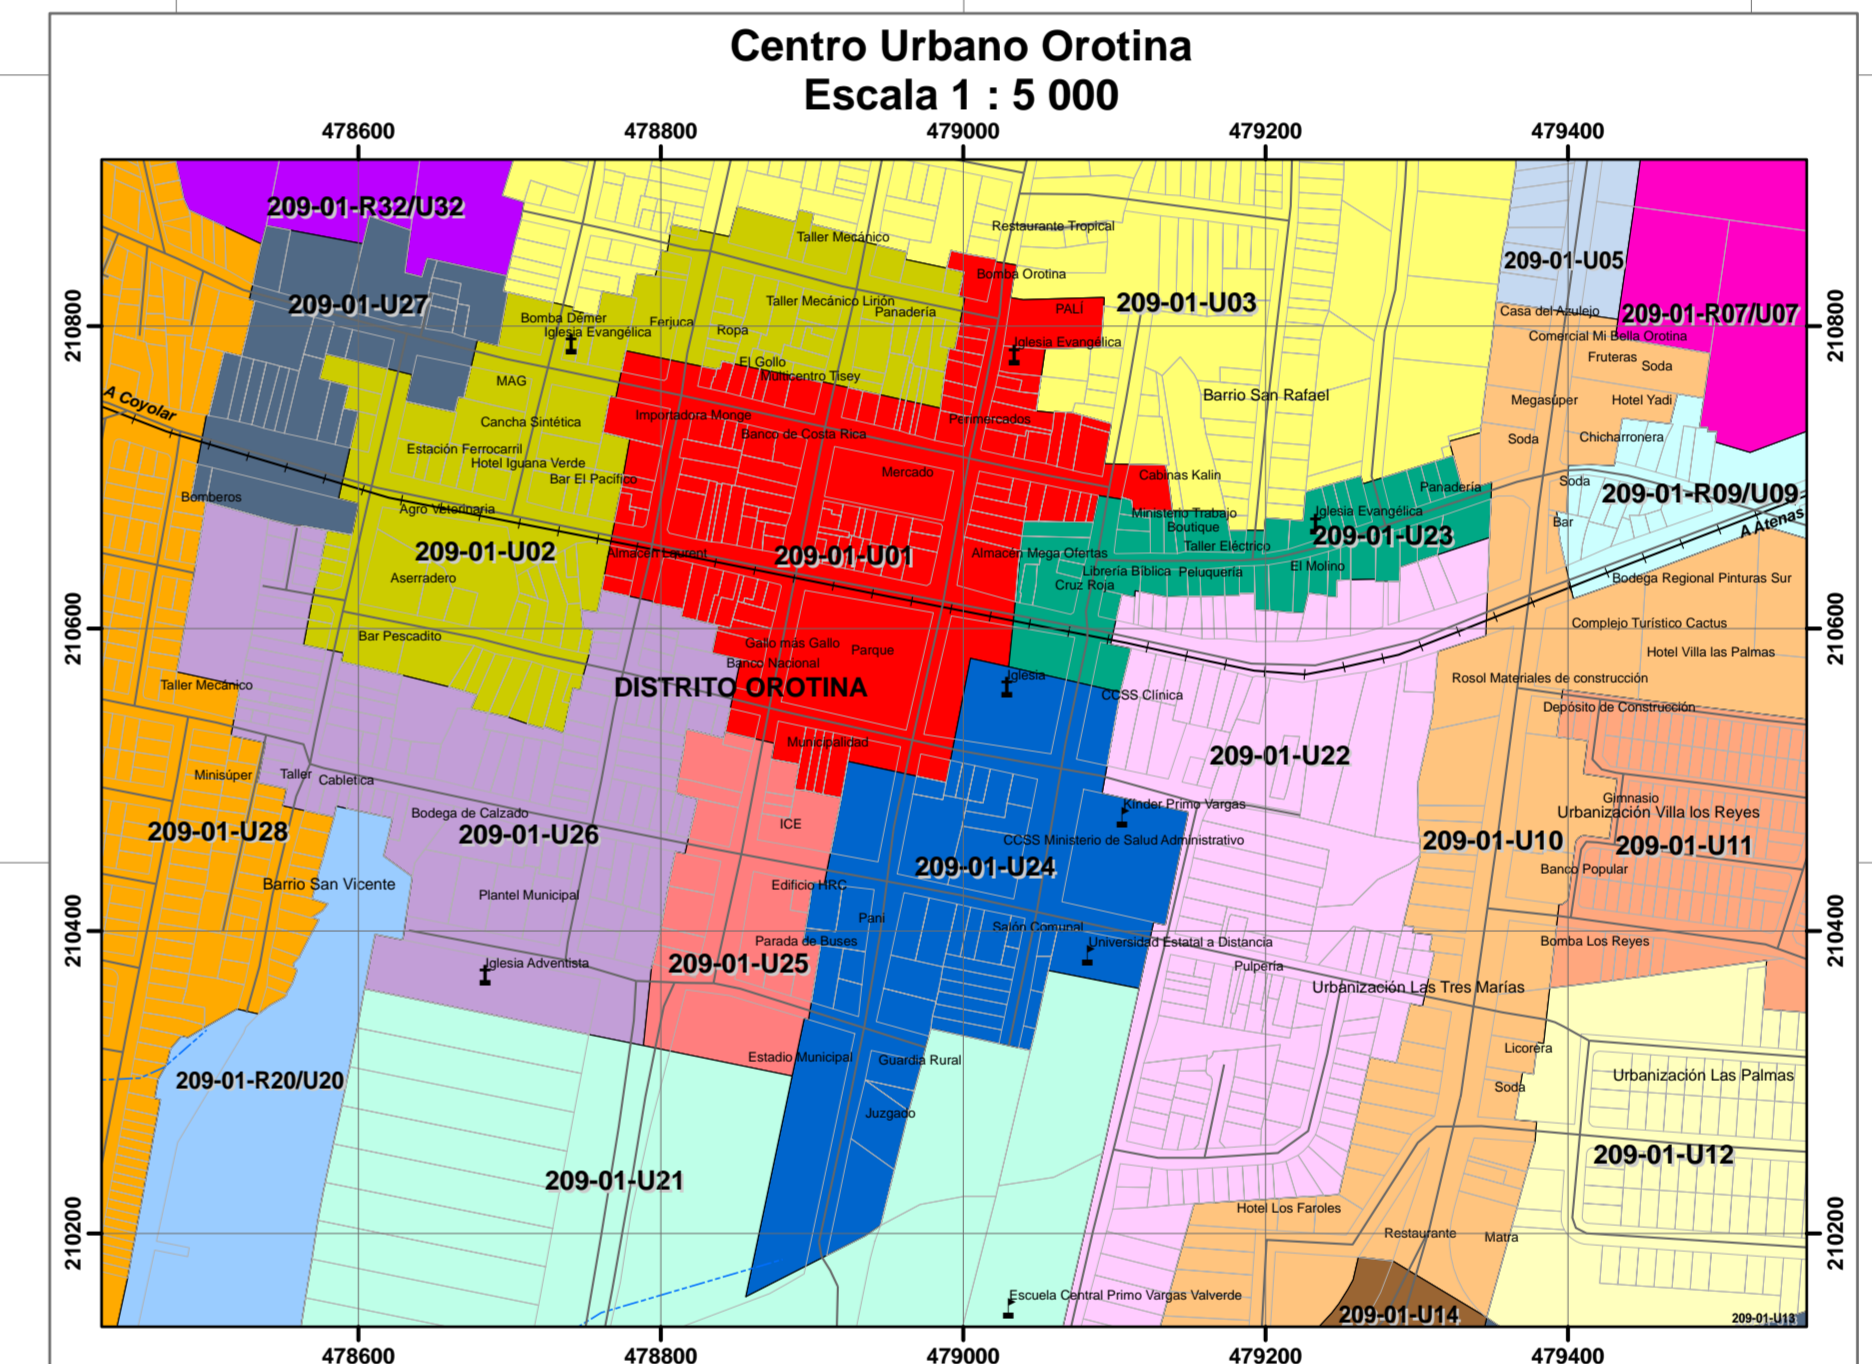 Centro Urbano Orotina
Escala 1 : 5 000
478600 478800 479000 479200 479400
209-01-R32/U32
Restaurante Tropical
Taller Mecánico
209-01-U05
Bomba Orotina
209-01-U27
Taller Mecánico Lirión
209-01-U03
PALÍ
Casa del Azulejo
209-01-R07/U07
Panadería
Bomba Demer
Ferjuca
Ropa
Iglesia Evangélica
210800
210800
Comercial Mi Bella Orotina
Iglesia Evangélica
Fruteras
Soda
El Gollo
Multicentro Tisey
MAG
Barrio San Rafael
Megasúper
Hotel Yadi
A Coyolar
Importadora Monge
Cancha Sintética
Perimercados
Banco de Costa Rica
Soda
Chicharronera
Estación Ferrocarril
Hotel Iguana Verde
Mercado
Cabinas Kalin
Bar El Pacífico
Panadería
Soda
209-01-R09/U09
Bomberos
Agro Veterinaria
Ministerio Trabajo
Iglesia Evangélica
Boutique
Bar
A Atenas
209-01-U23
Taller Eléctrico
209-01-U02
Almacén Laurent
209-01-U01
Almacén Mega Ofertas
El Molino
Librería Bíblica
Peluquería
Aserradero
Cruz Roja
Bodega Regional Pinturas Sur
210600
210600
Complejo Turístico Cactus
Bar Pescadito
Gallo más Gallo
Parque
Hotel Villa las Palmas
Banco Nacional
Iglesia
Rosol Materiales de construcción
Taller Mecánico
DISTRITO OROTINA
CCSS Clínica
Depósito de Construcción
Municipalidad
209-01-U22
Minisúper
Taller
Cabletica
Gimnasio
Kínder Primo Vargas
Bodega de Calzado
Urbanización Villa los Reyes
ICE
209-01-U28
209-01-U26
CCSS Ministerio de Salud Administrativo
209-01-U10
209-01-U11
209-01-U24
Banco Popular
Barrio San Vicente
Edificio HRC
Plantel Municipal
Pani
Salón Comunal
210400
210400
Parada de Buses
Universidad Estatal a Distancia
Bomba Los Reyes
Iglesia Adventista
209-01-U25
Pulpería
Urbanización Las Tres Marías
Licorera
Estadio Municipal
Guardia Rural
209-01-R20/U20
Urbanización Las Palmas
Soda
Juzgado
209-01-U12
209-01-U21
Hotel Los Faroles
210200
210200
Restaurante
Matra
Escuela Central Primo Vargas Valverde
209-01-U14
209-01-U13
478600 478800 479000 479200 479400